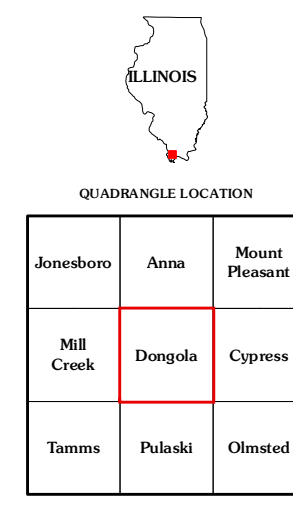 ILLINOIS
QUADRANGLE LOCATION
Jonesboro
Anna
Mount
Pleasant
Mill
Creek
Dongola
Cypress
Tamms
Pulaski
Olmsted